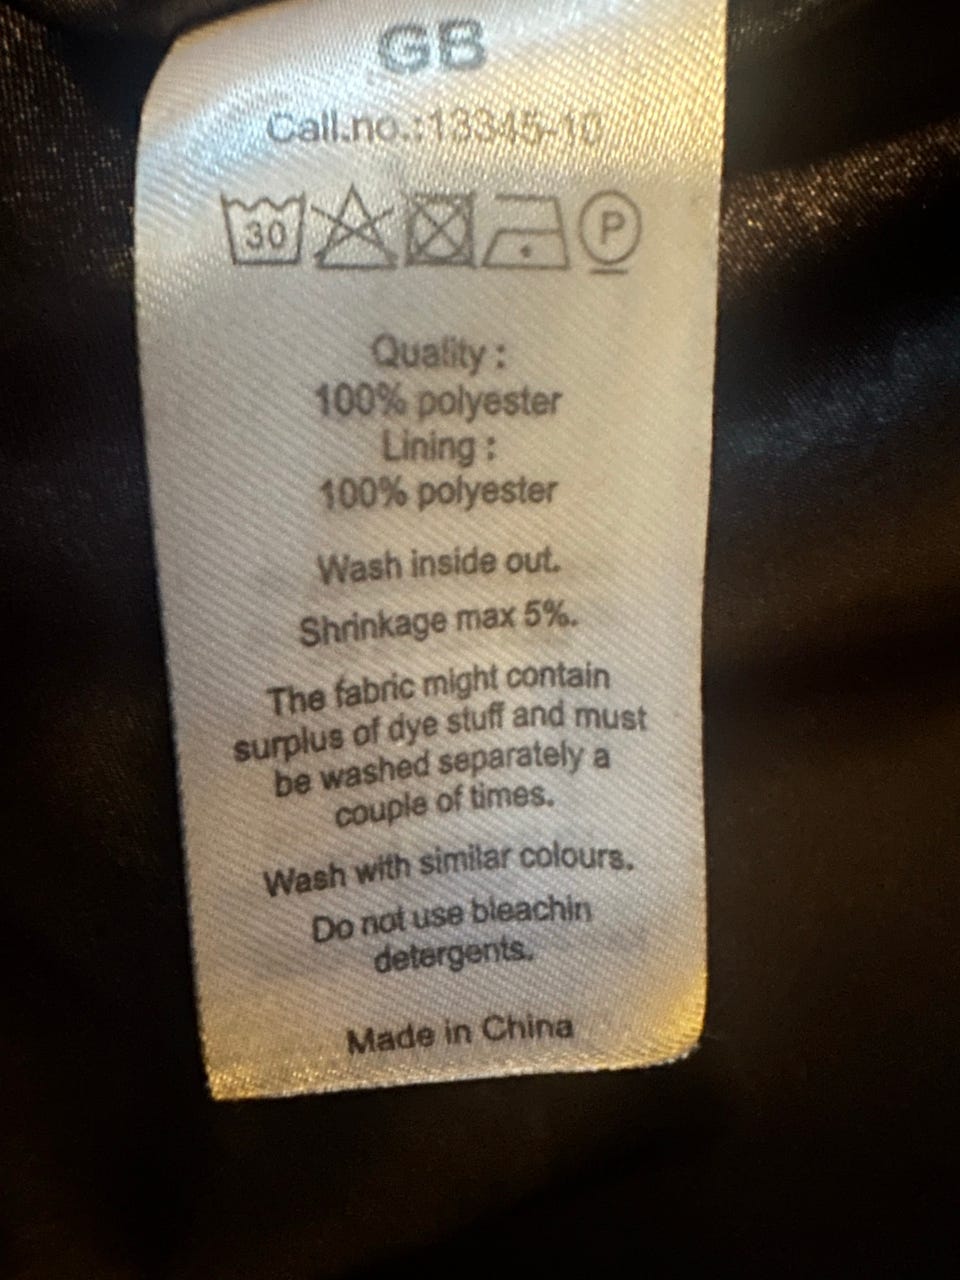 GB
Call.no.:13345-10
30 P
Quality :
100% polyester
Lining :
100% polyester
Wash inside out.
Shrinkage max 5%.
The fabric might contain
surplus of dye stuff and must
be washed separately a
couple of times.
Wash with similar colours.
Do not use bleachin
detergents.
Made in China